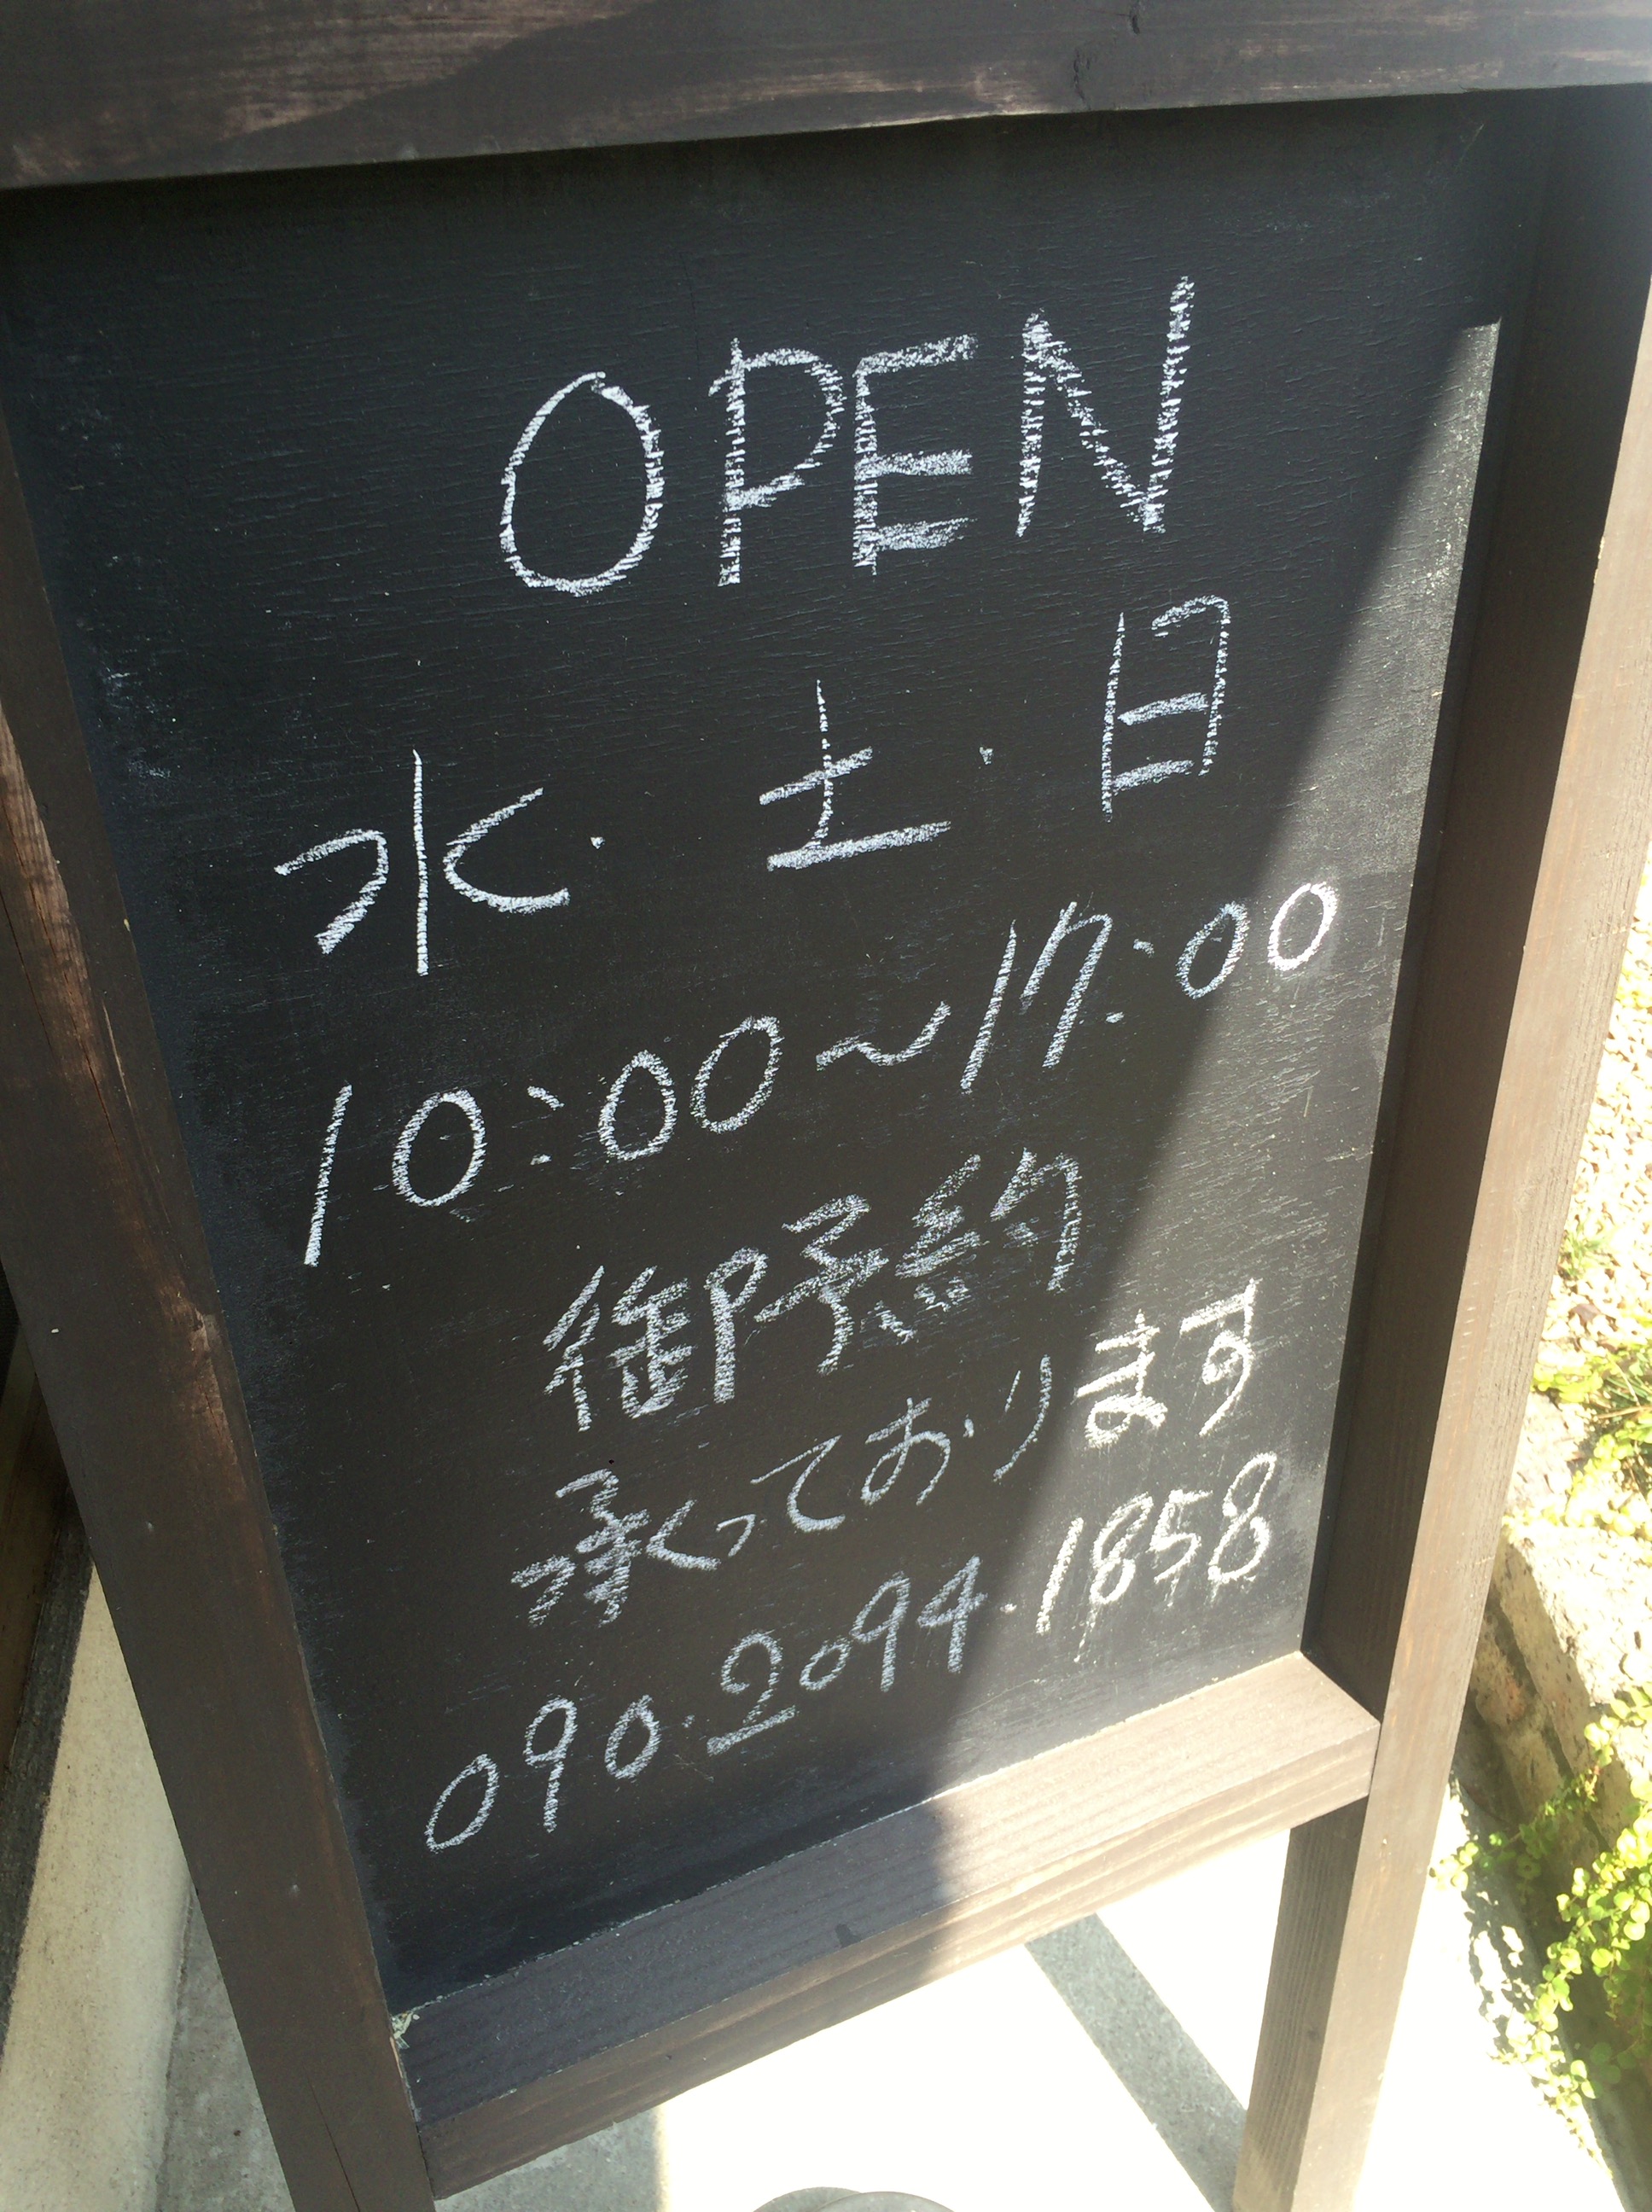 OPEN
水・土・日
10:00～17:00
御予約
承っております
090.2094.1858